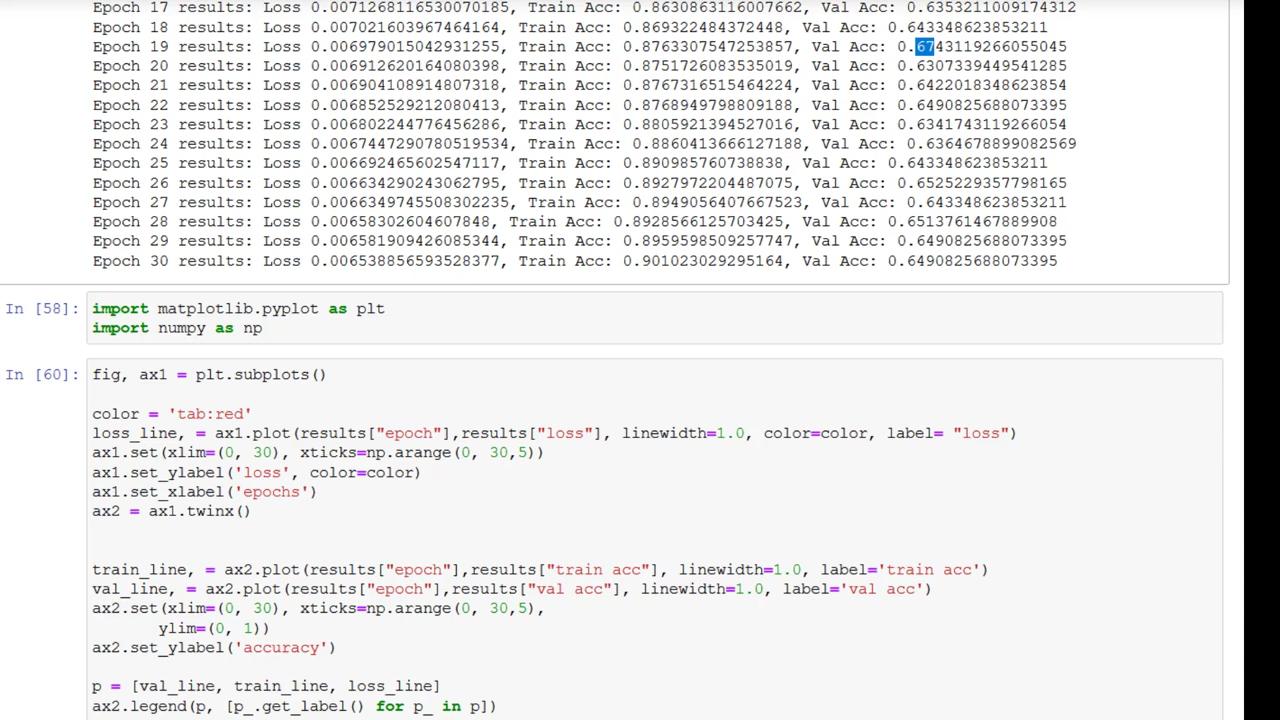 Epoch 17 results: Loss 0.0071268116530070185, Train Acc: 0.8630863116007662, Val Acc: 0.6353211009174312
Epoch 18 results: Loss 0.007021603967464164, Train Acc: 0.869322484372448, Val Acc: 0.643348623853211
Epoch 19 results: Loss 0.006979015042931255, Train Acc: 0.8763307547253857, Val Acc: 0.6743119266055045
Epoch 20 results: Loss 0.006912620164080398, Train Acc: 0.8751726083535019, Val Acc: 0.6307339449541285
Epoch 21 results: Loss 0.006904108914807318, Train Acc: 0.8767316515464224, Val Acc: 0.6422018348623854
Epoch 22 results: Loss 0.006852529212080413, Train Acc: 0.8768949798809188, Val Acc: 0.6490825688073395
Epoch 23 results: Loss 0.006802244776456286, Train Acc: 0.8805921394527016, Val Acc: 0.6341743119266054
Epoch 24 results: Loss 0.0067447290780519534, Train Acc: 0.8860413666127188, Val Acc: 0.6364678899082569
Epoch 25 results: Loss 0.006692465602547117, Train Acc: 0.890985760738838, Val Acc: 0.643348623853211
Epoch 26 results: Loss 0.006634290243062795, Train Acc: 0.8927972204487075, Val Acc: 0.6525229357798165
Epoch 27 results: Loss 0.0066349745508302235, Train Acc: 0.8949056407667523, Val Acc: 0.643348623853211
Epoch 28 results: Loss 0.00658302604607848, Train Acc: 0.8928566125703425, Val Acc: 0.6513761467889908
Epoch 29 results: Loss 0.006581909426085344, Train Acc: 0.8959598509257747, Val Acc: 0.6490825688073395
Epoch 30 results: Loss 0.006538856593528377, Train Acc: 0.901023029295164, Val Acc: 0.6490825688073395
In [58]: import matplotlib.pyplot as plt
import numpy as np
In [60]: fig, ax1 = plt.subplots()
color = 'tab:red'
loss_line, = ax1.plot(results["epoch"],results["loss"], linewidth=1.0, color=color, label= "loss")
ax1.set(xlim=(0, 30), xticks=np.arange(0, 30,5))
ax1.set_ylabel('loss', color=color)
ax1.set_xlabel('epochs')
ax2 = ax1.twinx()
train_line, = ax2.plot(results["epoch"],results["train acc"], linewidth=1.0, label='train acc')
val_line, = ax2.plot(results["epoch"],results["val acc"], linewidth=1.0, label='val acc')
ax2.set(xlim=(0, 30), xticks=np.arange(0, 30,5),
ylim=(0, 1))
ax2.set_ylabel('accuracy')
p = [val_line, train_line, loss_line]
ax2.legend(p, [p_.get_label() for p_ in p])